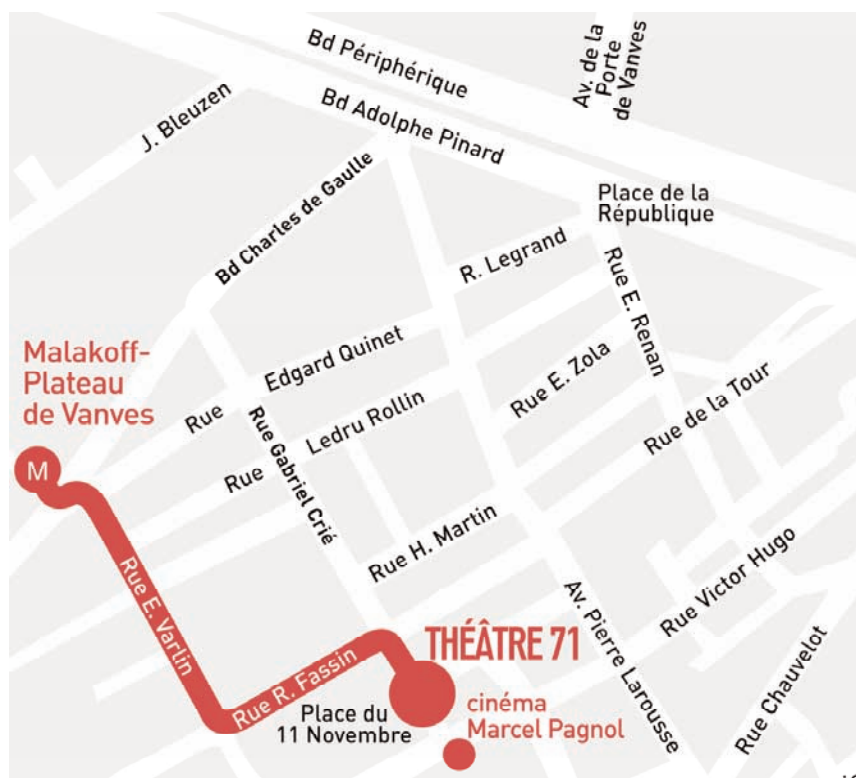 Bd Périphérique
Av. de la
Porte
de Vanves
Bd Adolphe Pinard
J. Bleuzen
Bd Charles de Gaulle
Place de la
République
R. Legrand
Rue E. Renan
Malakoff-
Plateau
de Vanves
Rue Edgard Quinet
Rue E. Zola
Rue de la Tour
Rue Ledru Rollin
Rue Gabriel Crié
M
Rue H. Martin
Rue E. Varlin
Rue Victor Hugo
Av. Pierre Larousse
Rue Chauvelot
Rue R. Fassin
THÉÂTRE 71
Place du
11 Novembre
cinéma
Marcel Pagnol